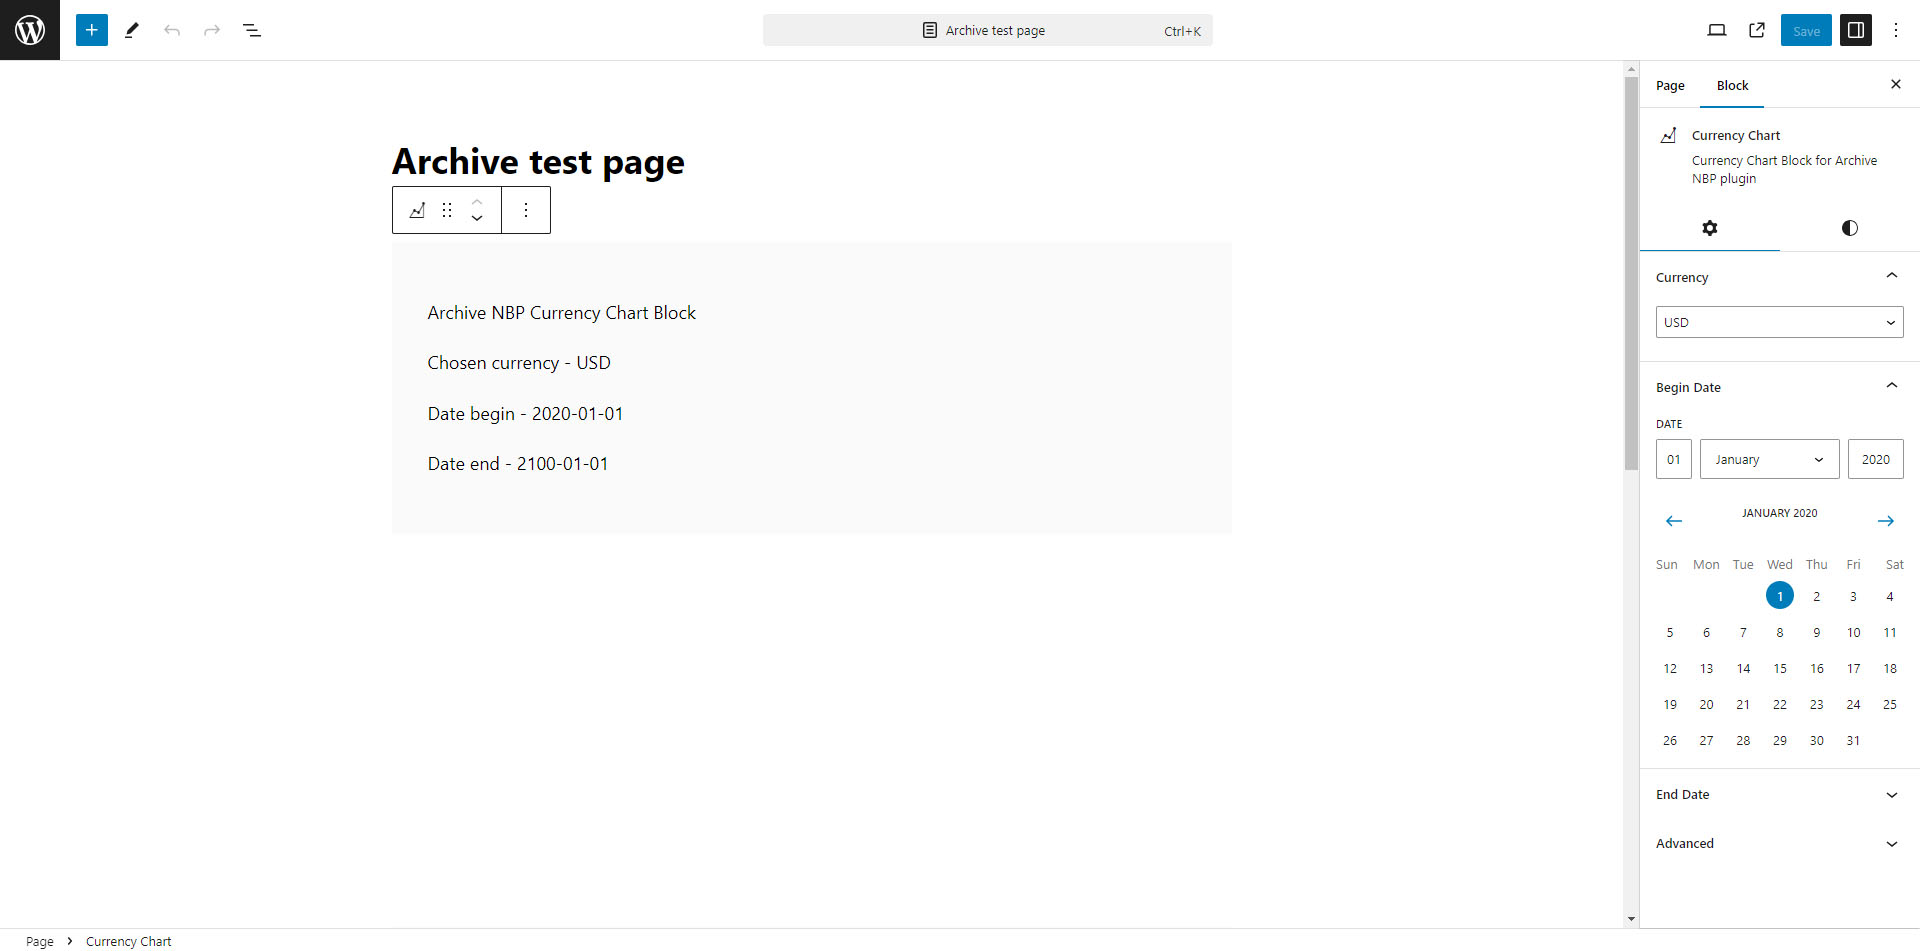 Archive test page Ctrl+K
Save
Page Block
Currency Chart
Currency Chart Block for Archive
NBP plugin
Archive test page
Archive NBP Currency Chart Block
Chosen currency - USD
Date begin - 2020-01-01
Date end - 2100-01-01
Currency
USD
Begin Date
DATE
01 January 2020
JANUARY 2020
Sun Mon Tue Wed Thu Fri Sat
1 2 3 4
5 6 7 8 9 10 11
12 13 14 15 16 17 18
19 20 21 22 23 24 25
26 27 28 29 30 31
End Date
Advanced
Page Currency Chart